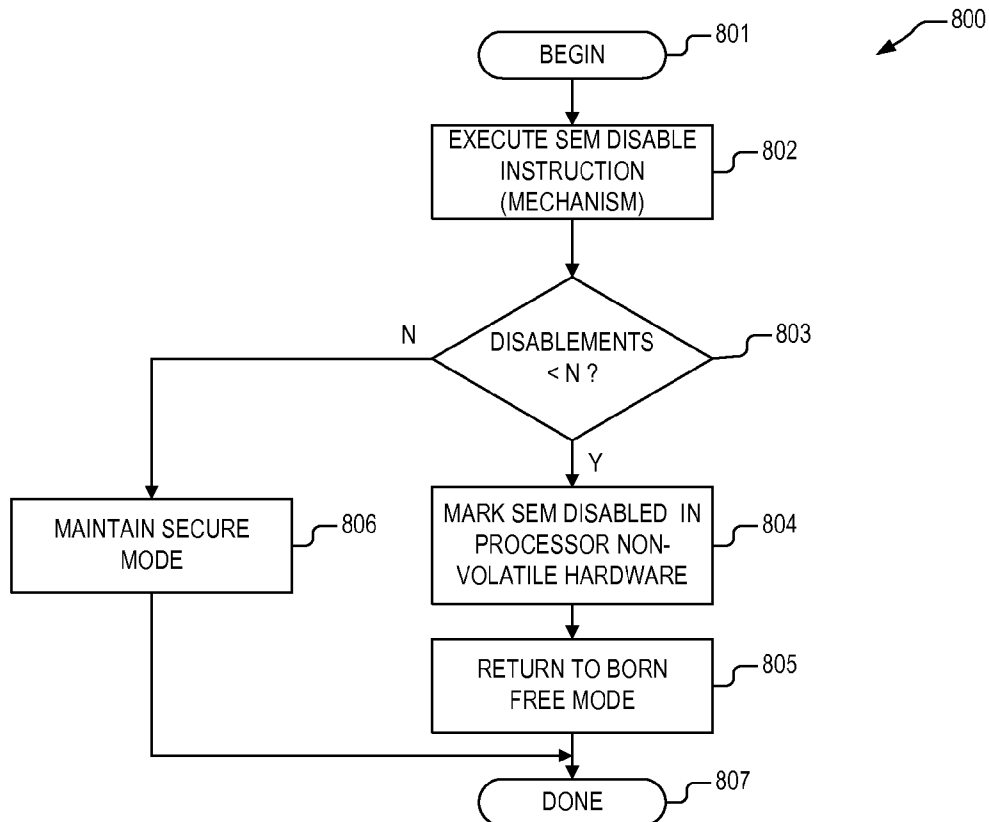 800
BEGIN
801
EXECUTE SEM DISABLE
INSTRUCTION
(MECHANISM)
802
DISABLEMENTS
< N ?
803
N
Y
MAINTAIN SECURE
MODE
806
MARK SEM DISABLED IN
PROCESSOR NON-
VOLATILE HARDWARE
804
RETURN TO BORN
FREE MODE
805
DONE
807